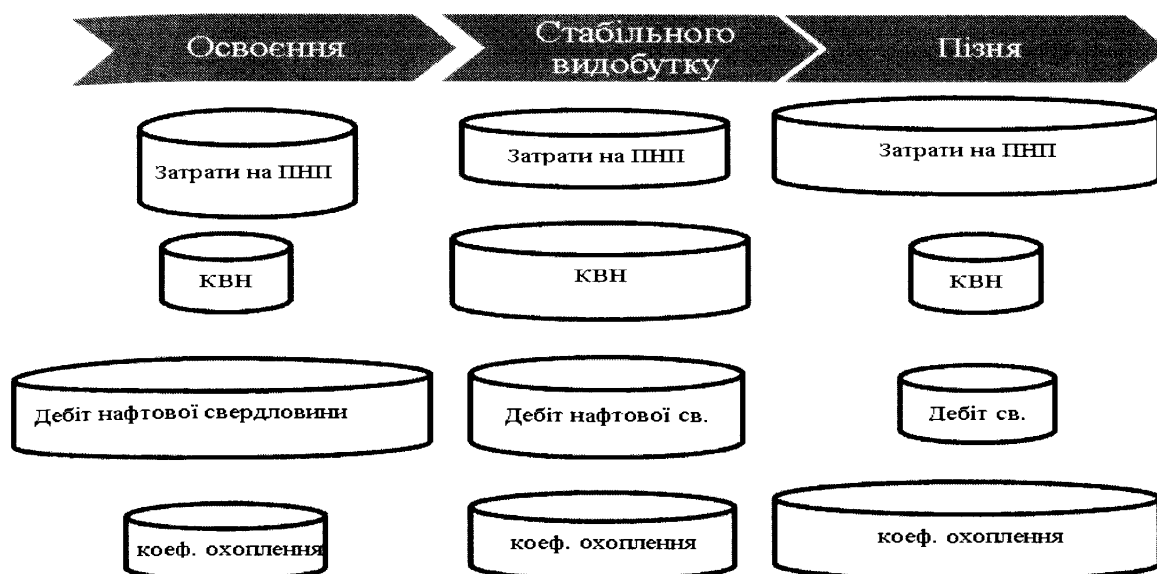 Освоєння
Стабільного
видобутку
Пізня
Затрати на ПНП
Затрати на ПНП
Затрати на ПНП
КВН
КВН
КВН
Дебіт нафтової свердловини
Дебіт нафтової св.
Дебіт св.
коеф. охоплення
коеф. охоплення
коеф. охоплення